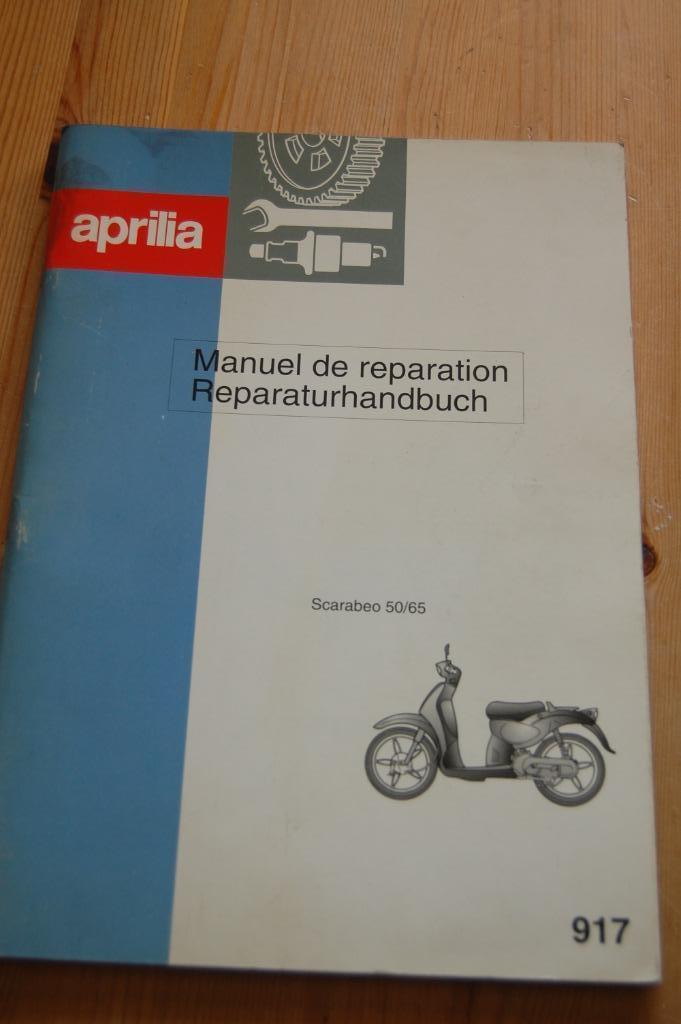 aprilia
Manuel de reparation
Reparaturhandbuch
Scarabeo 50/65
917